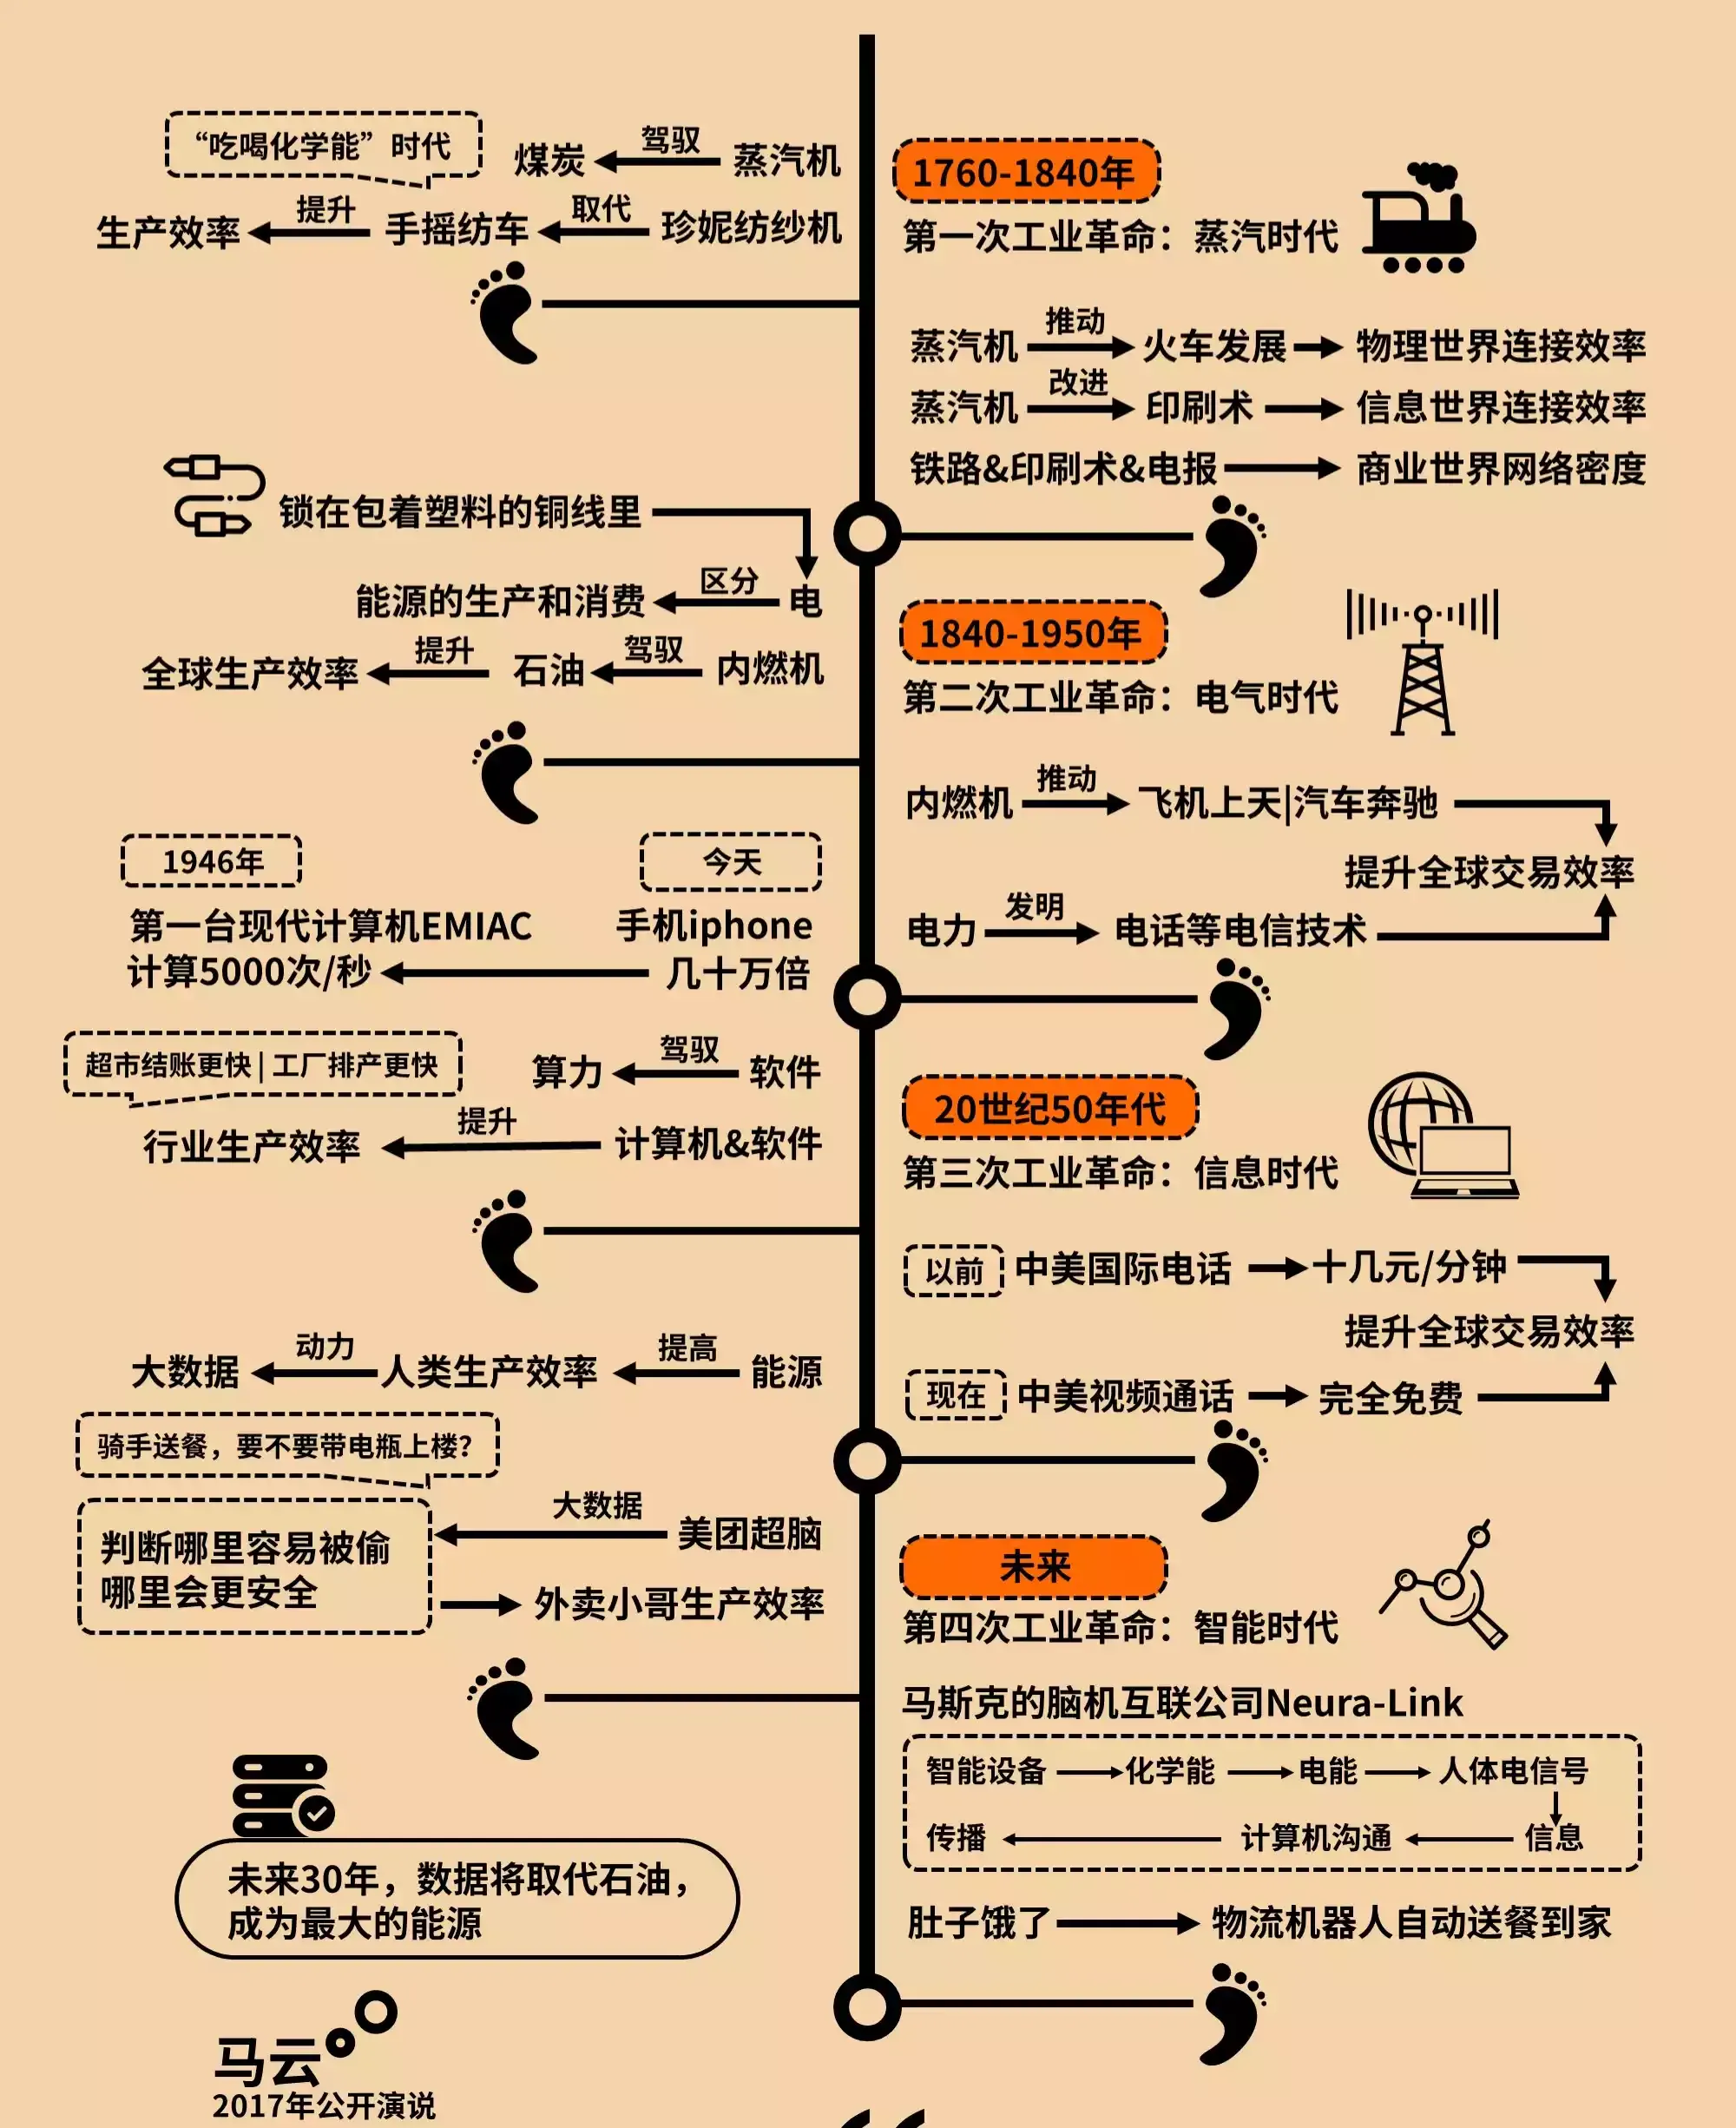 “吃喝化学能”时代
煤炭 驾驭 蒸汽机
生产效率 提升 手摇纺车 取代 珍妮纺纱机
1760-1840年
第一次工业革命：蒸汽时代
蒸汽机 推动 火车发展 物理世界连接效率
蒸汽机 改进 印刷术 信息世界连接效率
铁路&印刷术&电报 商业世界网络密度
锁在包着塑料的铜线里
能源的生产和消费 区分 电
全球生产效率 提升 石油 驾驭 内燃机
1840-1950年
第二次工业革命：电气时代
内燃机 推动 飞机上天|汽车奔驰
提升全球交易效率
电力 发明 电话等电信技术
1946年 今天
第一台现代计算机EMIAC 手机iphone
计算5000次/秒 几十万倍
超市结账更快|工厂排产更快
算力 驾驭 软件
行业生产效率 提升 计算机&软件
20世纪50年代
第三次工业革命：信息时代
以前 中美国际电话 十几元/分钟
提升全球交易效率
现在 中美视频通话 完全免费
大数据 动力 人类生产效率 提高 能源
骑手送餐，要不要带电瓶上楼？
判断哪里容易被偷
哪里会更安全
大数据 美团超脑
外卖小哥生产效率
未来
第四次工业革命：智能时代
马斯克的脑机互联公司Neura-Link
智能设备 化学能 电能 人体电信号
传播 计算机沟通 信息
肚子饿了 物流机器人自动送餐到家
未来30年，数据将取代石油，
成为最大的能源
马云
2017年公开演说